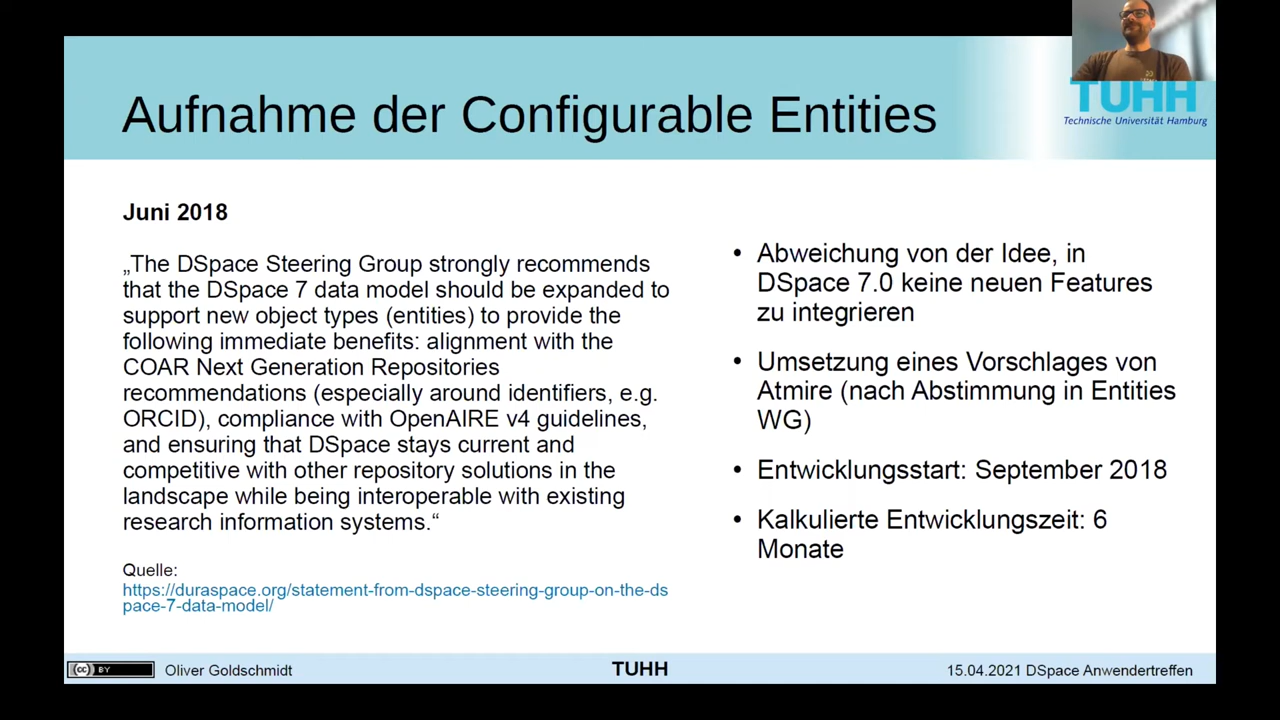 Aufnahme der Configurable Entities
TUHH
Technische Universität Hamburg
Juni 2018
„The DSpace Steering Group strongly recommends
that the DSpace 7 data model should be expanded to
support new object types (entities) to provide the
following immediate benefits: alignment with the
COAR Next Generation Repositories
recommendations (especially around identifiers, e.g.
ORCID), compliance with OpenAIRE v4 guidelines,
and ensuring that DSpace stays current and
competitive with other repository solutions in the
landscape while being interoperable with existing
research information systems.“
Quelle:
https://duraspace.org/statement-from-dspace-steering-group-on-the-ds
pace-7-data-model/
• Abweichung von der Idee, in
DSpace 7.0 keine neuen Features
zu integrieren
• Umsetzung eines Vorschlages von
Atmire (nach Abstimmung in Entities
WG)
• Entwicklungsstart: September 2018
• Kalkulierte Entwicklungszeit: 6
Monate
cc BY
Oliver Goldschmidt
TUHH
15.04.2021 DSpace Anwendertreffen